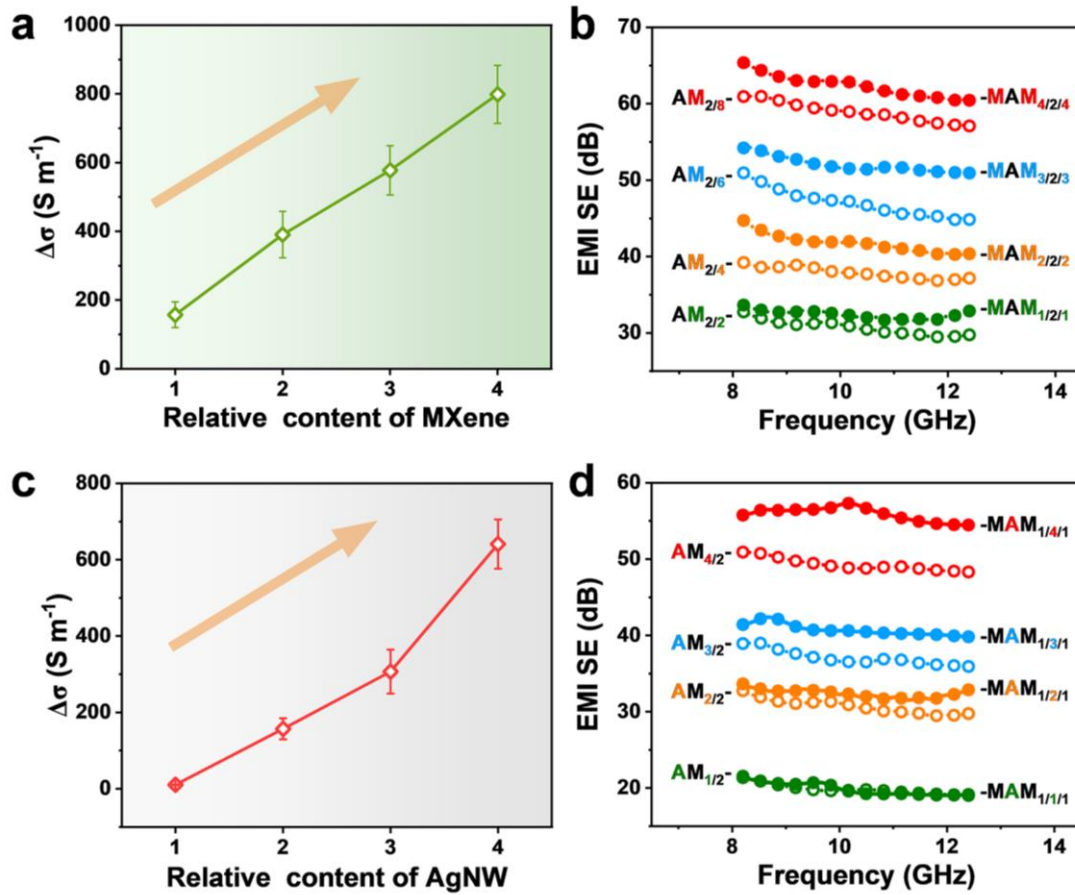 a
1000
800
600
400
200
0
Δσ (S m⁻¹)
1 2 3 4
Relative content of MXene
b
70
60
50
40
30
EMI SE (dB)
AM₂/₈- -MAM₄/₂/₄
AM₂/₆- -MAM₃/₂/₃
AM₂/₄- -MAM₂/₂/₂
AM₂/₂- -MAM₁/₂/₁
8 10 12 14
Frequency (GHz)
c
800
600
400
200
0
Δσ (S m⁻¹)
1 2 3 4
Relative content of AgNW
d
60
50
40
30
20
EMI SE (dB)
AM₄/₂- -MAM₁/₄/₁
AM₃/₂- -MAM₁/₃/₁
AM₂/₂- -MAM₁/₂/₁
AM₁/₂- -MAM₁/₁/₁
8 10 12 14
Frequency (GHz)